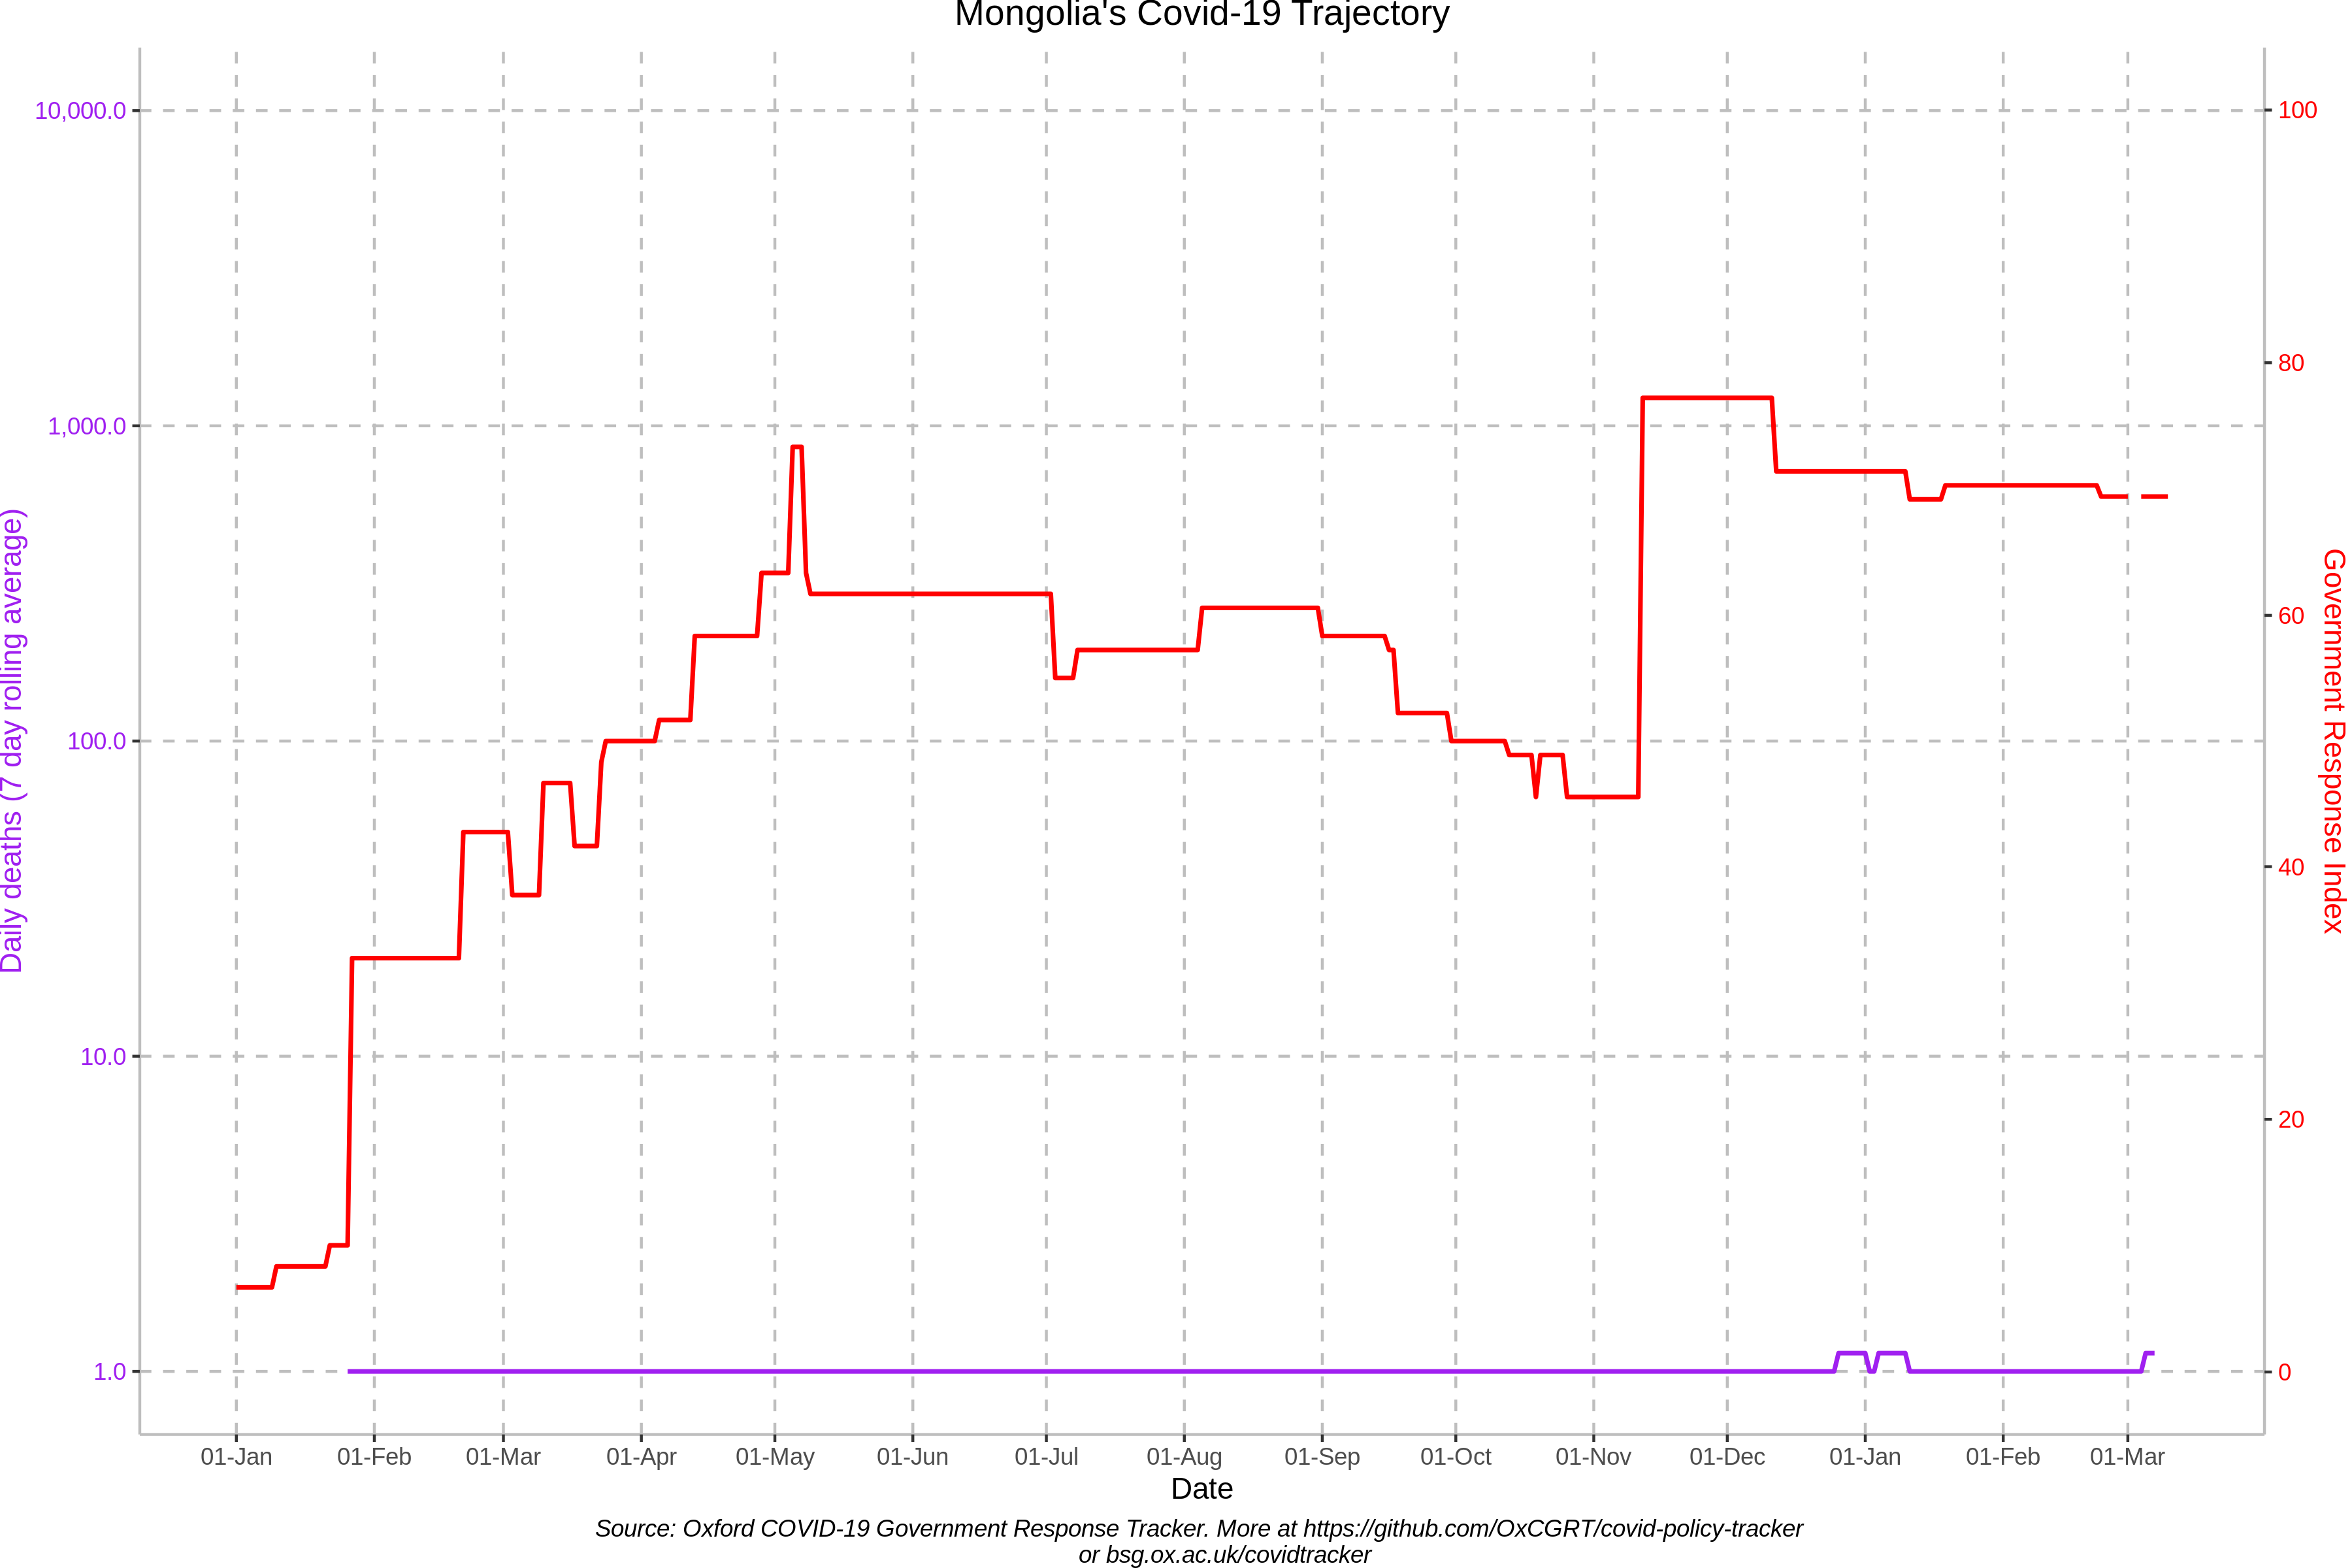 Mongolia's Covid-19 Trajectory
10,000.0
1,000.0
100.0
10.0
1.0
Daily deaths (7 day rolling average)
100
80
60
40
20
0
Government Response Index
01-Jan 01-Feb 01-Mar 01-Apr 01-May 01-Jun 01-Jul 01-Aug 01-Sep 01-Oct 01-Nov 01-Dec 01-Jan 01-Feb 01-Mar
Date
Source: Oxford COVID-19 Government Response Tracker. More at https://github.com/OxCGRT/covid-policy-tracker
or bsg.ox.ac.uk/covidtracker